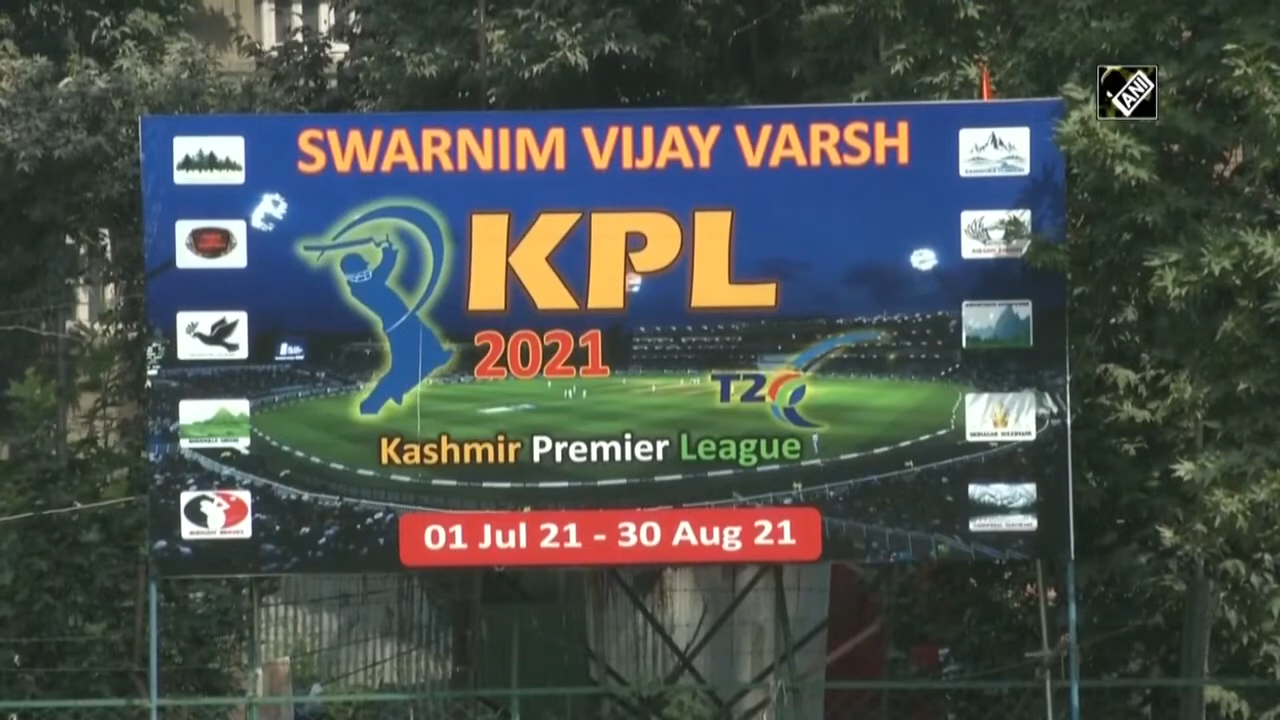 ANI
SWARNIM VIJAY VARSH
KPL
2021
T20
Kashmir Premier League
01 Jul 21 - 30 Aug 21